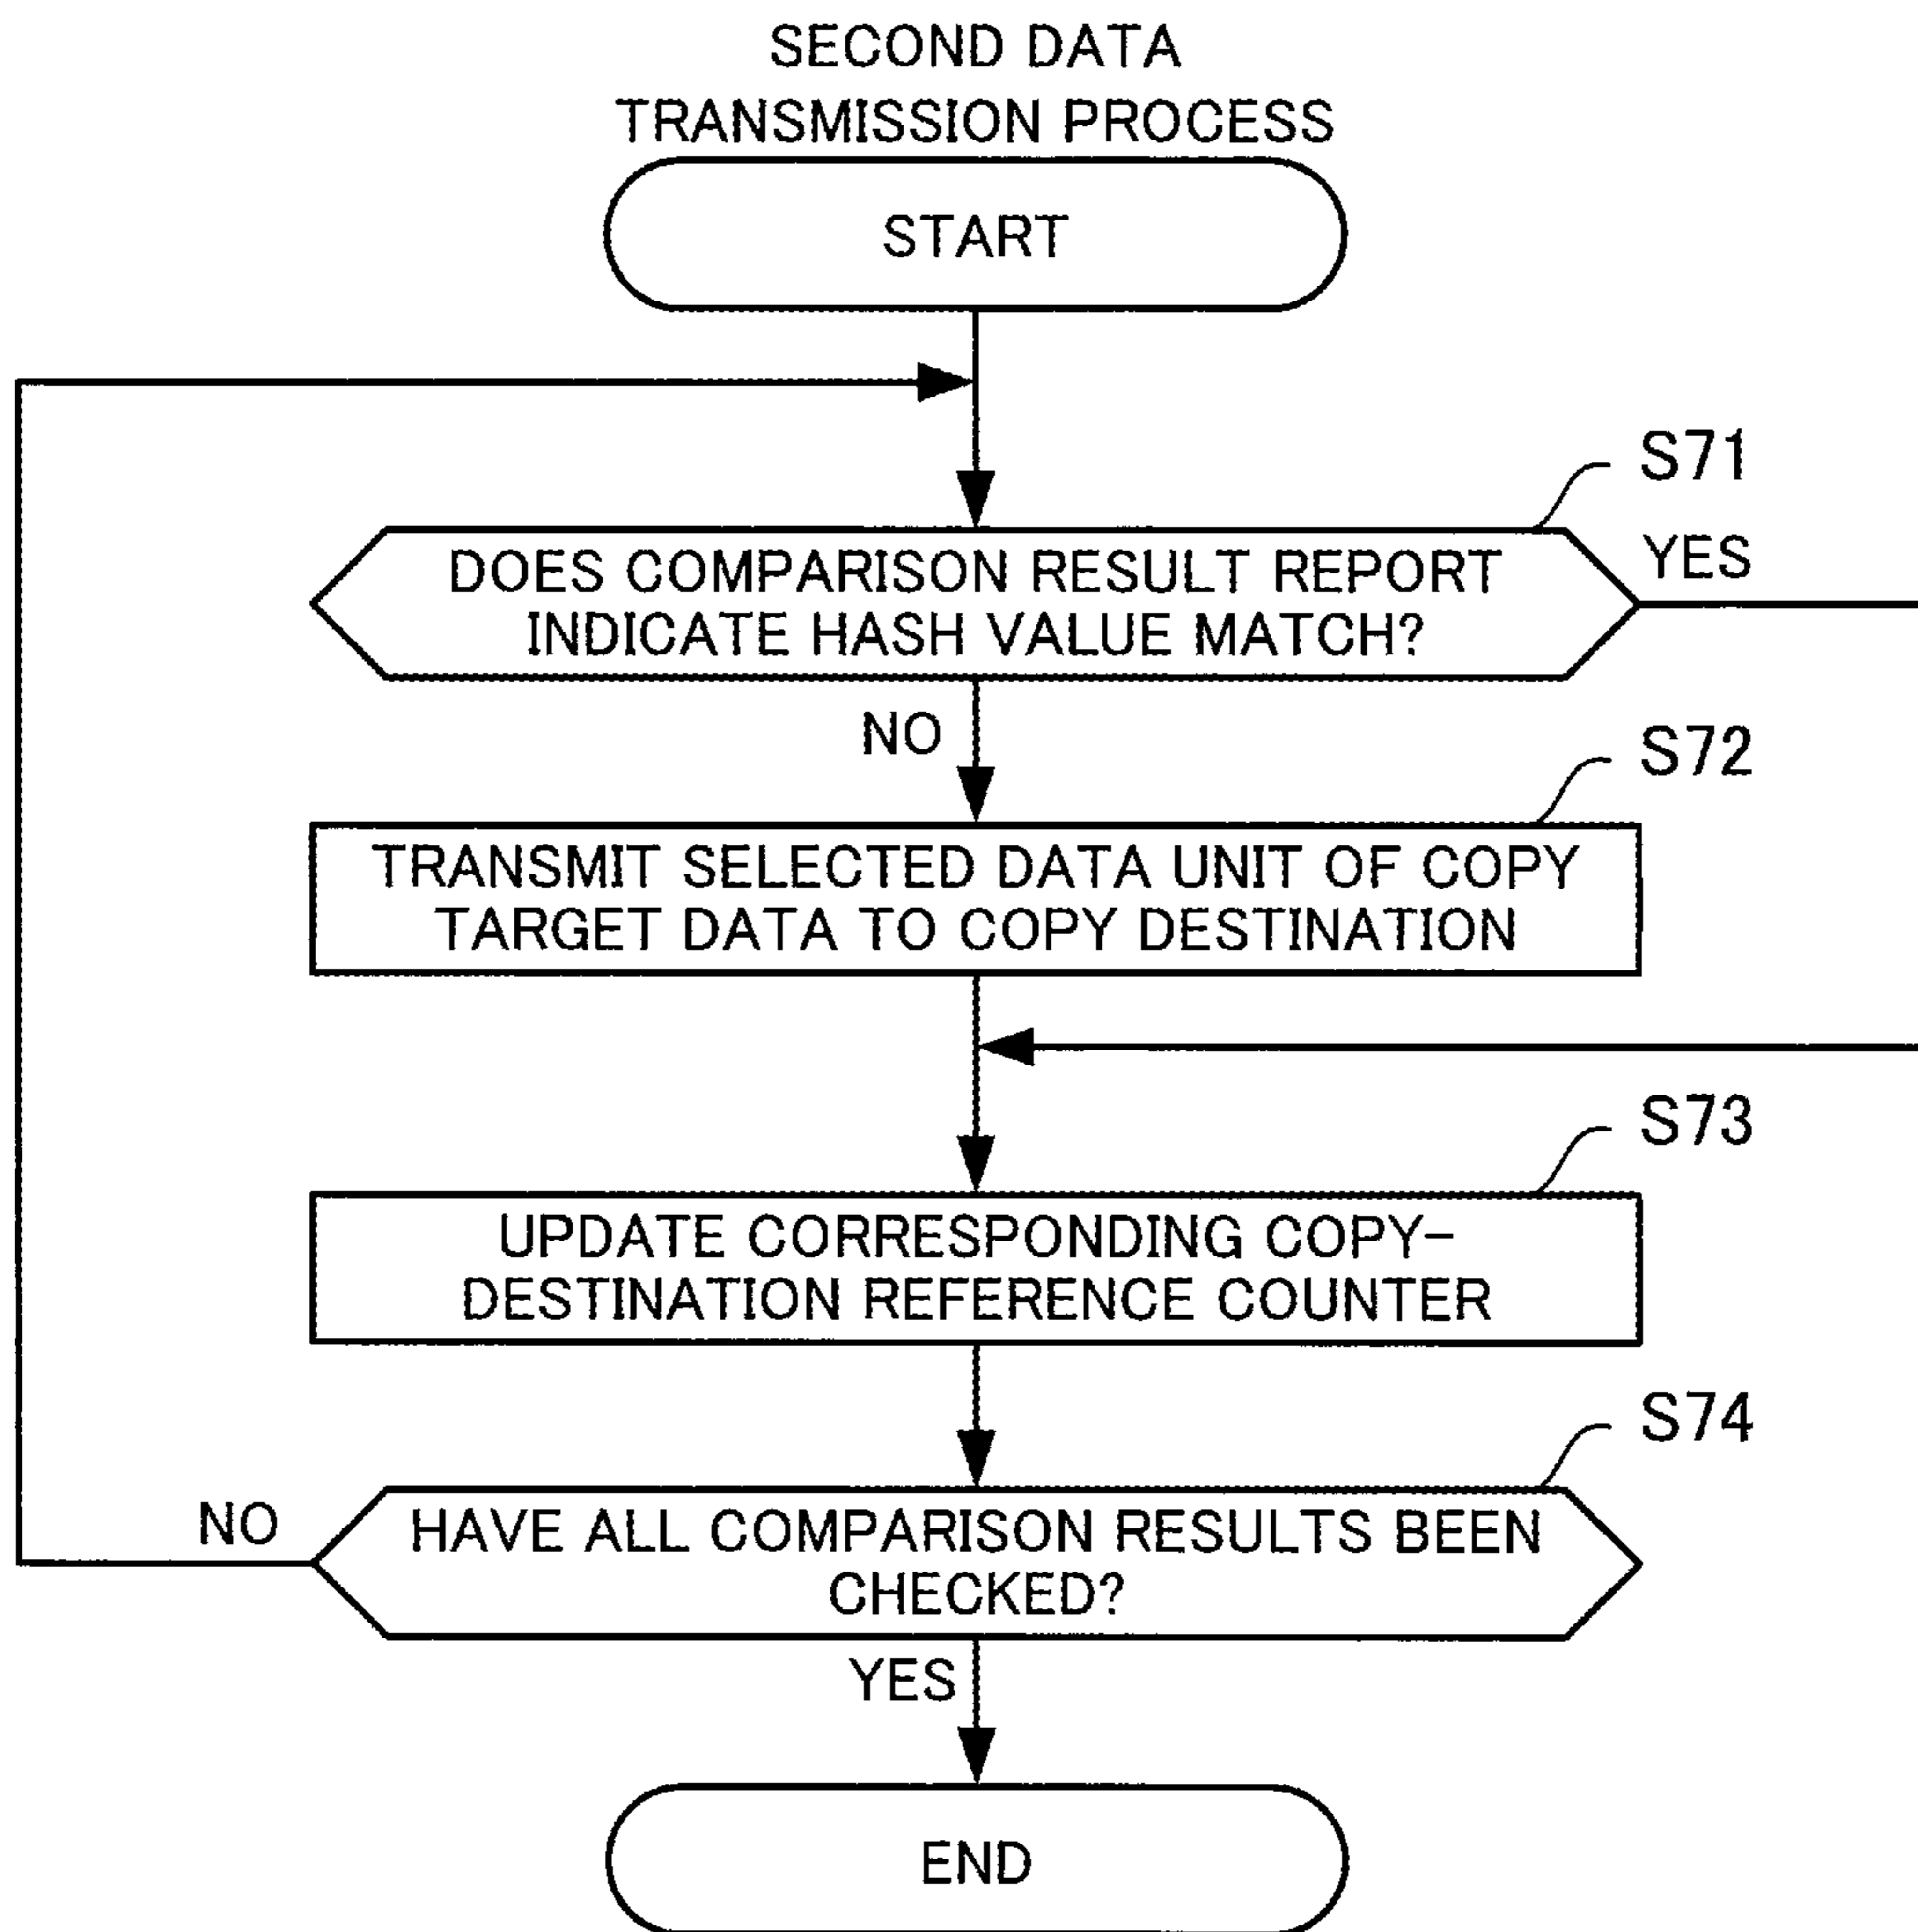 SECOND DATA
TRANSMISSION PROCESS
START
S71
DOES COMPARISON RESULT REPORT
INDICATE HASH VALUE MATCH?
YES
NO
S72
TRANSMIT SELECTED DATA UNIT OF COPY
TARGET DATA TO COPY DESTINATION
S73
UPDATE CORRESPONDING COPY-
DESTINATION REFERENCE COUNTER
S74
NO
HAVE ALL COMPARISON RESULTS BEEN
CHECKED?
YES
END